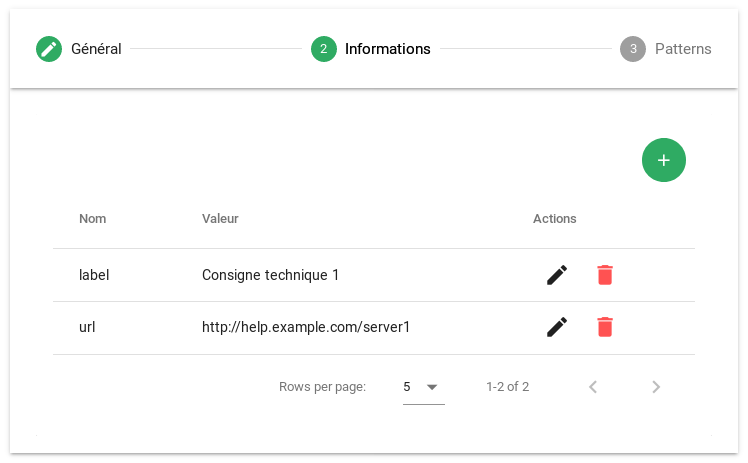 Général 2 Informations 3 Patterns
+
Nom Valeur Actions
label Consigne technique 1
url http://help.example.com/server1
Rows per page: 5 1-2 of 2